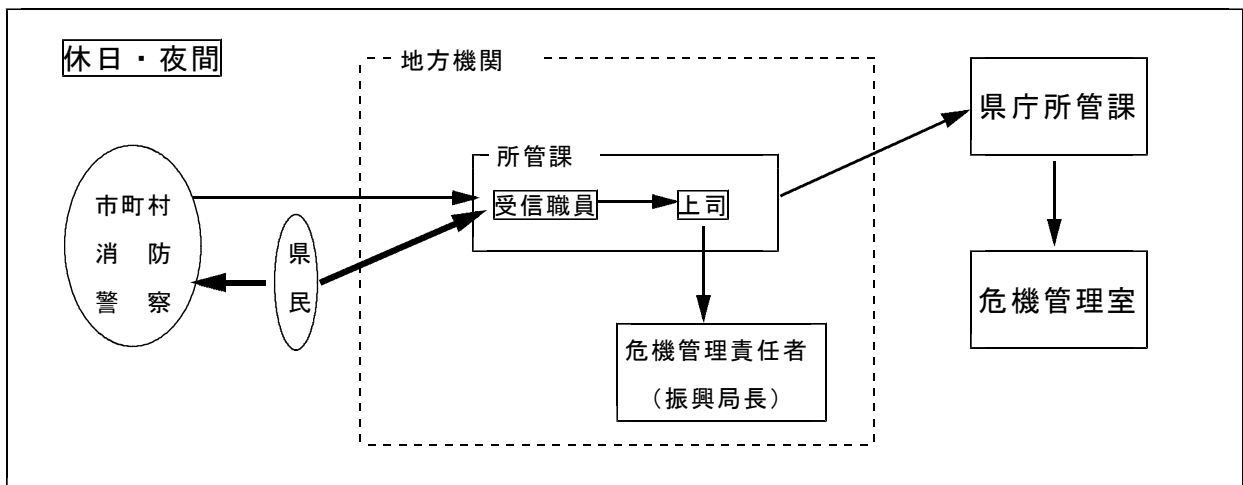 休日・夜間
地方機関
県庁所管課
所管課
受信職員
上司
市町村
消 防
警 察
県
民
危機管理室
危機管理責任者
（振興局長）